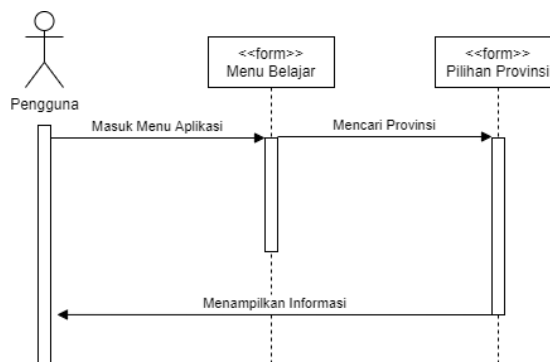 Pengguna
<<form>>
Menu Belajar
<<form>>
Pilihan Provinsi
Masuk Menu Aplikasi
Mencari Provinsi
Menampilkan Informasi